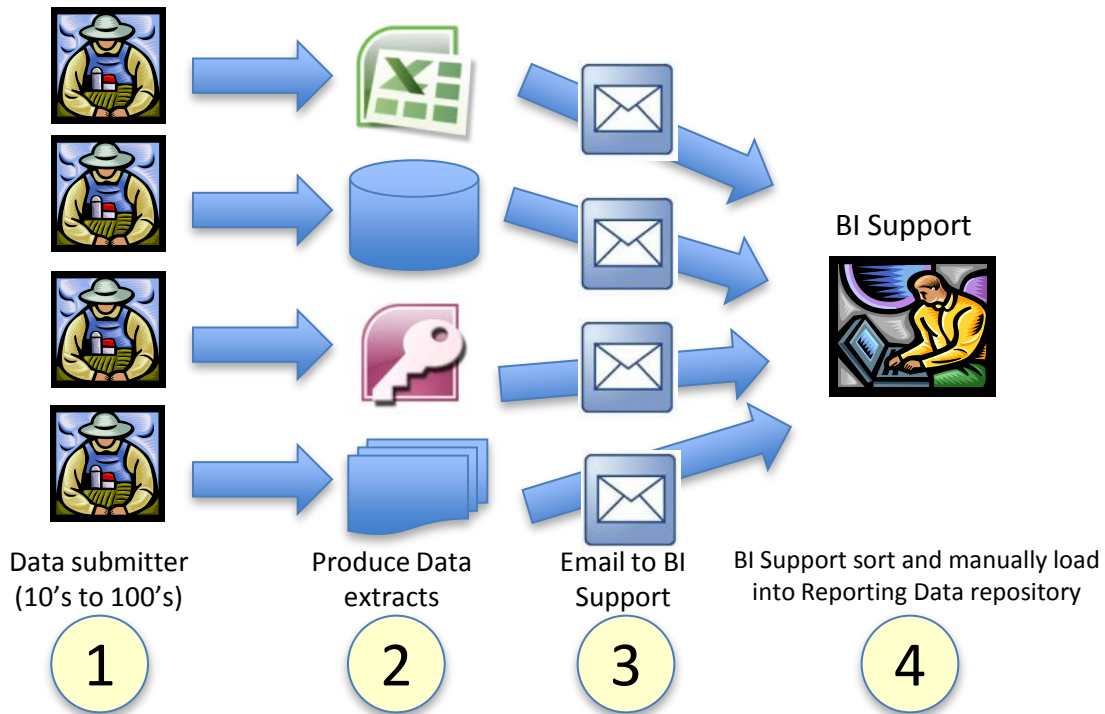 BI Support
Data submitter
(10's to 100's)
Produce Data
extracts
Email to BI
Support
BI Support sort and manually load
into Reporting Data repository
1
2
3
4